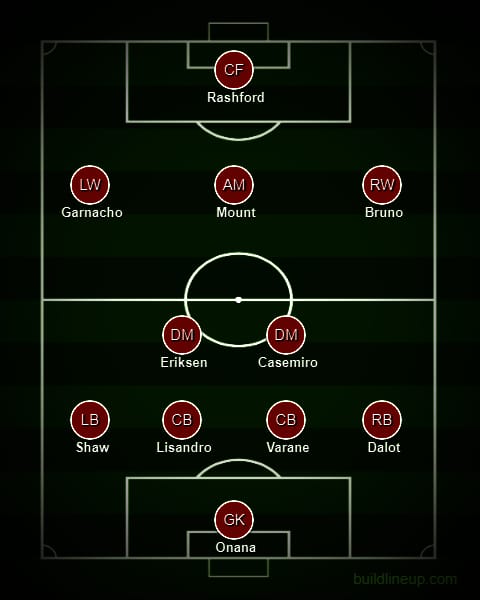 CF
Rashford
LW AM RW
Garnacho Mount Bruno
DM DM
Eriksen Casemiro
LB CB CB RB
Shaw Lisandro Varane Dalot
GK
Onana
buildlineup.com